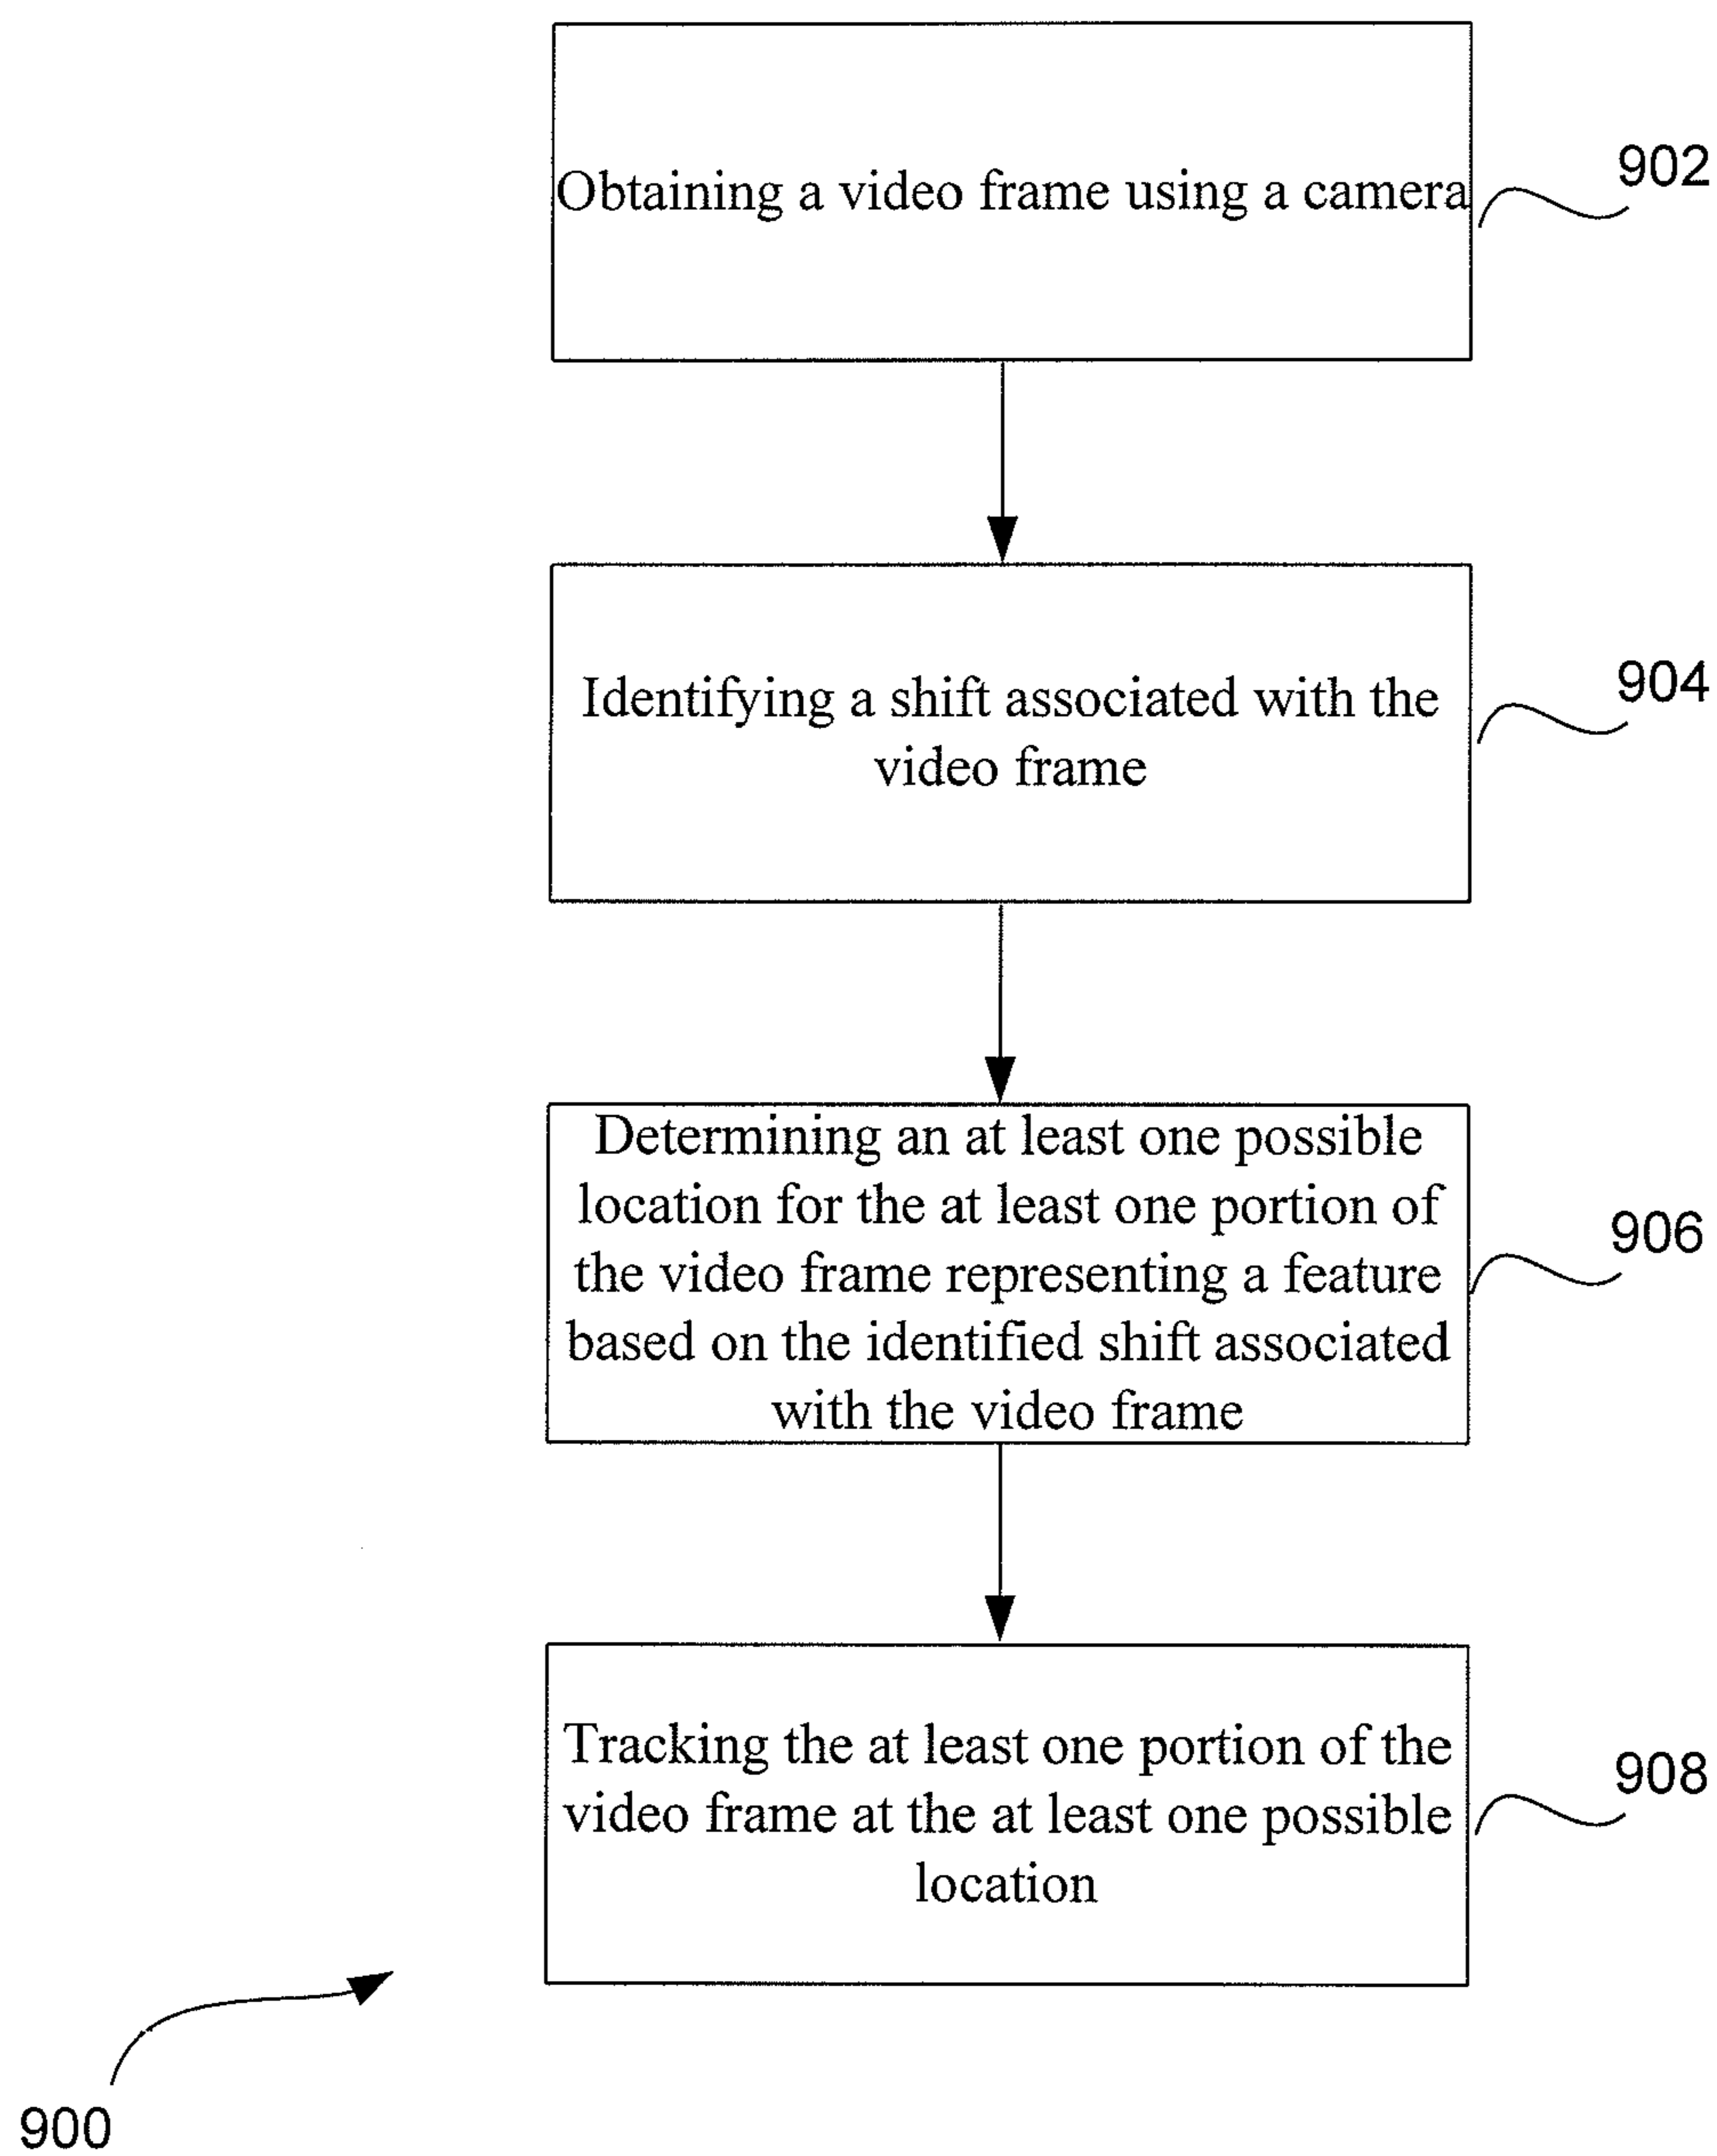 Obtaining a video frame using a camera
902
Identifying a shift associated with the
video frame
904
Determining an at least one possible
location for the at least one portion of
the video frame representing a feature
based on the identified shift associated
with the video frame
906
Tracking the at least one portion of the
video frame at the at least one possible
location
908
900